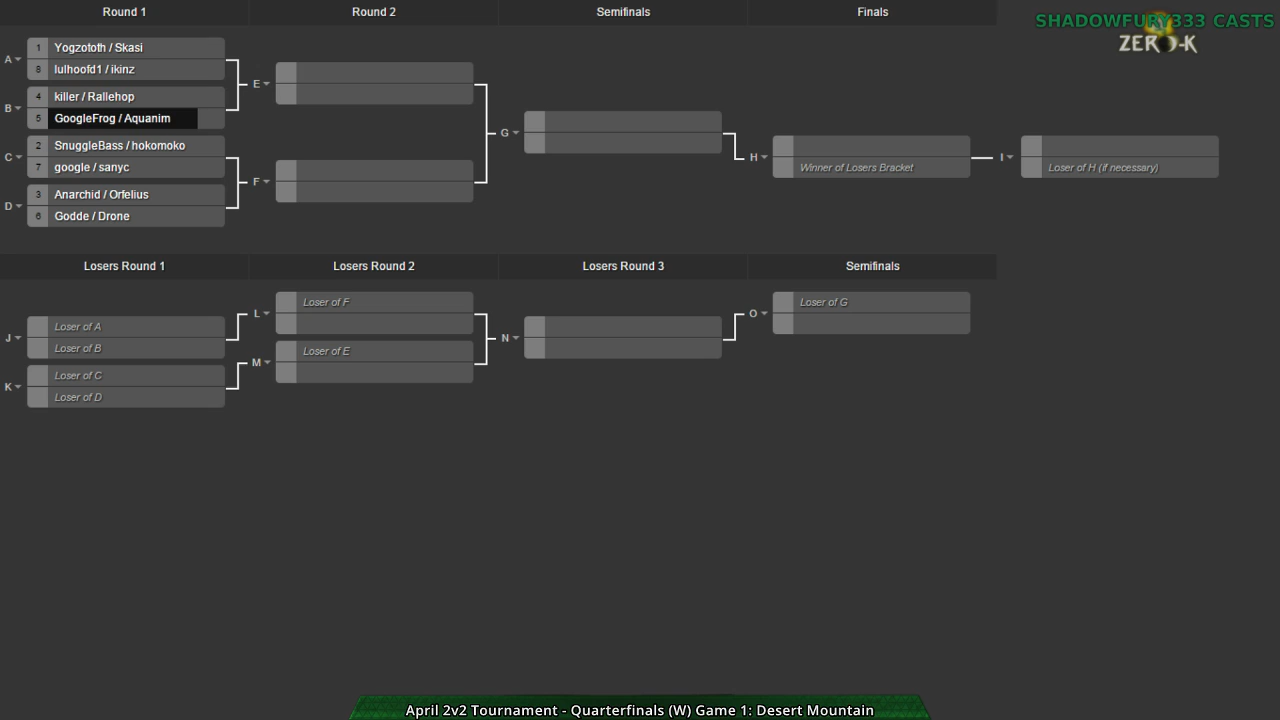 Round 1
Round 2
Semifinals
Finals
SHADOWFURY333 CASTS
ZERO-K
A
1 Yogzototh / Skasi
8 lulhoofd1 / ikinz
B
4 killer / Rallehop
5 GoogleFrog / Aquanim
C
2 SnuggleBass / hokomoko
7 google / sanyc
D
3 Anarchid / Orfelius
6 Godde / Drone
E
F
G
H
Winner of Losers Bracket
I
Loser of H (if necessary)
Losers Round 1
Losers Round 2
Losers Round 3
Semifinals
J
Loser of A
Loser of B
K
Loser of C
Loser of D
L
Loser of F
M
Loser of E
N
O
Loser of G
April 2v2 Tournament - Quarterfinals (W) Game 1: Desert Mountain